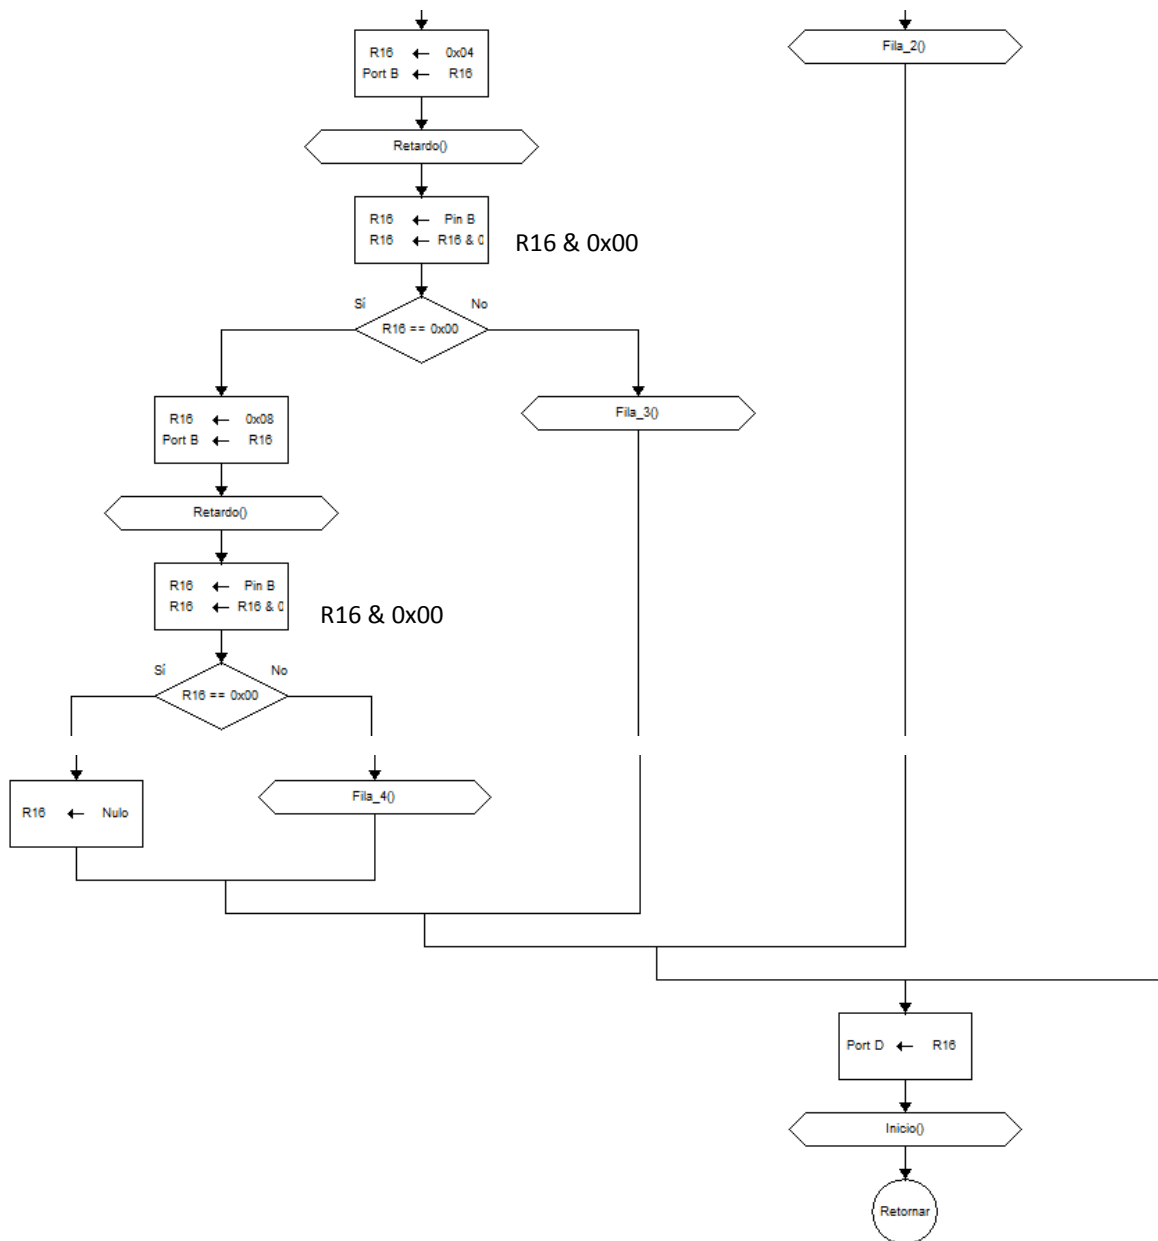 R16 ← 0x04
Port B ← R16
Fila_2()
Retardo()
R16 ← Pin B
R16 ← R16 & 0
R16 & 0x00
Sí
No
R16 == 0x00
R16 ← 0x08
Port B ← R16
Fila_3()
Retardo()
R16 ← Pin B
R16 ← R16 & 0
R16 & 0x00
Sí
No
R16 == 0x00
R16 ← Nulo
Fila_4()
Port D ← R16
Inicio()
Retornar